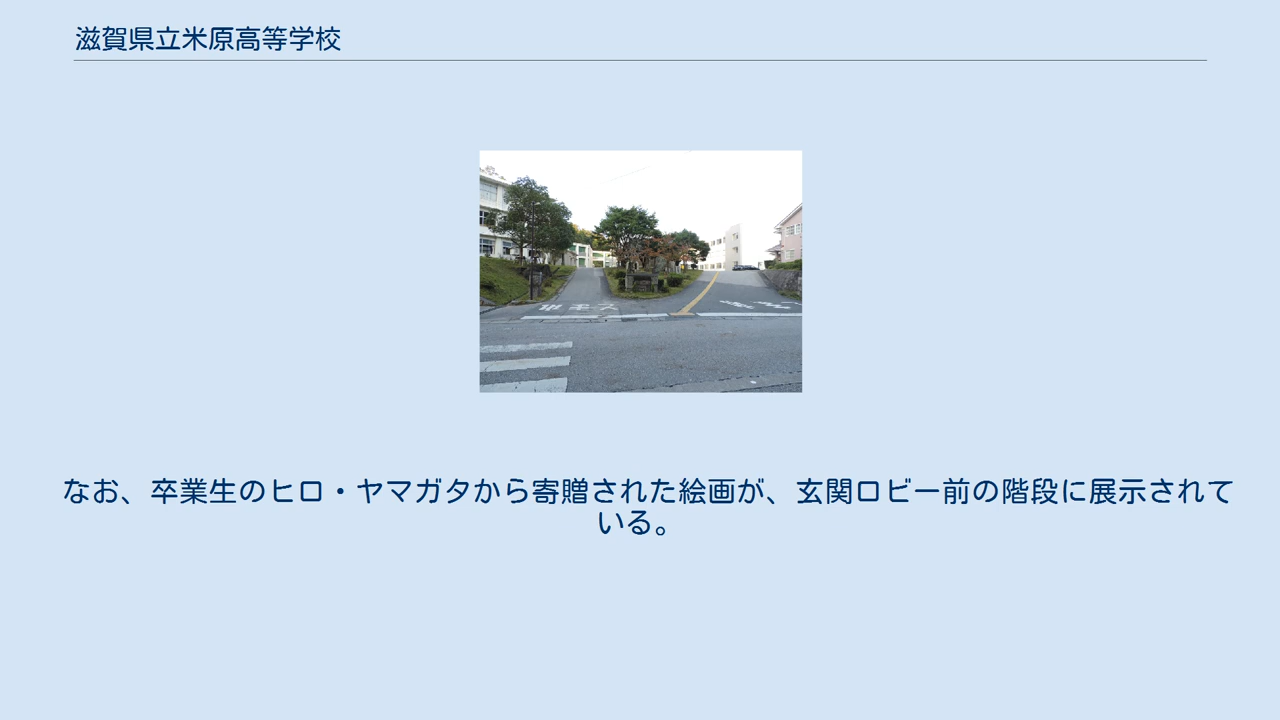 滋賀県立米原高等学校
なお、卒業生のヒロ・ヤマガタから寄贈された絵画が、玄関ロビー前の階段に展示されて
いる。